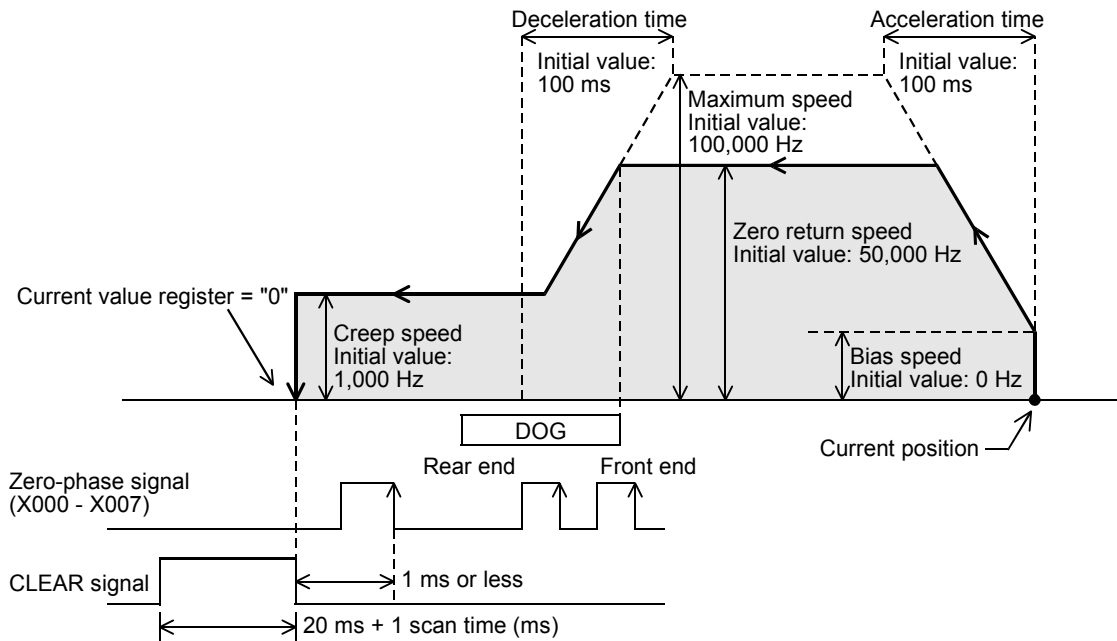 Deceleration time
Acceleration time
Initial value:
100 ms
Initial value:
100 ms
Maximum speed
Initial value:
100,000 Hz
Zero return speed
Initial value: 50,000 Hz
Current value register = "0"
Creep speed
Initial value:
1,000 Hz
Bias speed
Initial value: 0 Hz
DOG
Current position
Rear end
Front end
Zero-phase signal
(X000 - X007)
CLEAR signal
1 ms or less
20 ms + 1 scan time (ms)